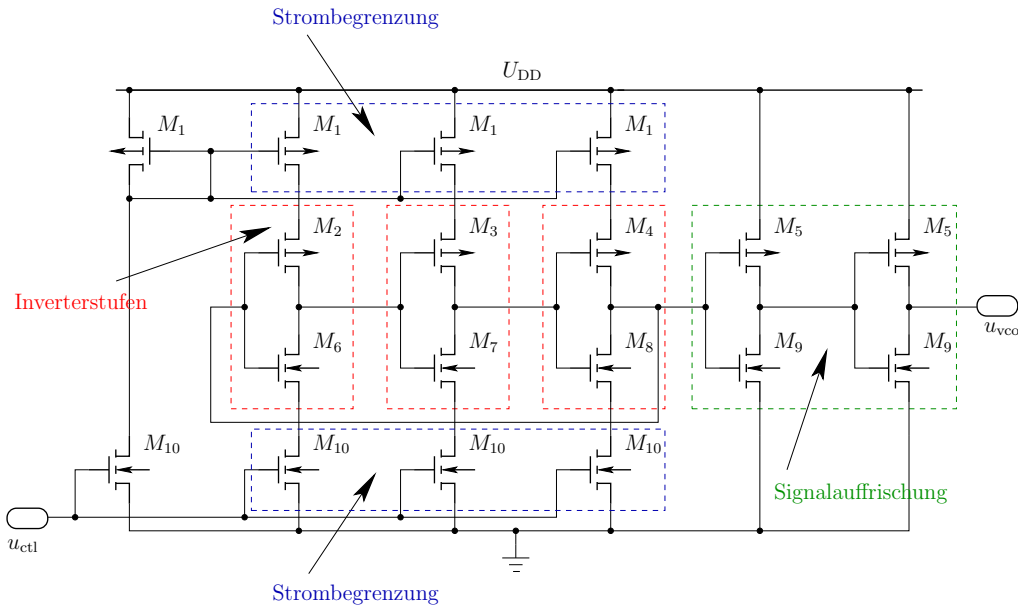 Strombegrenzung
U_DD
M_1 M_1 M_1 M_1
M_2 M_3 M_4 M_5 M_5
Inverterstufen
u_vco
M_6 M_7 M_8 M_9 M_9
M_10 M_10 M_10 M_10
Signalauffrischung
u_ctl
Strombegrenzung